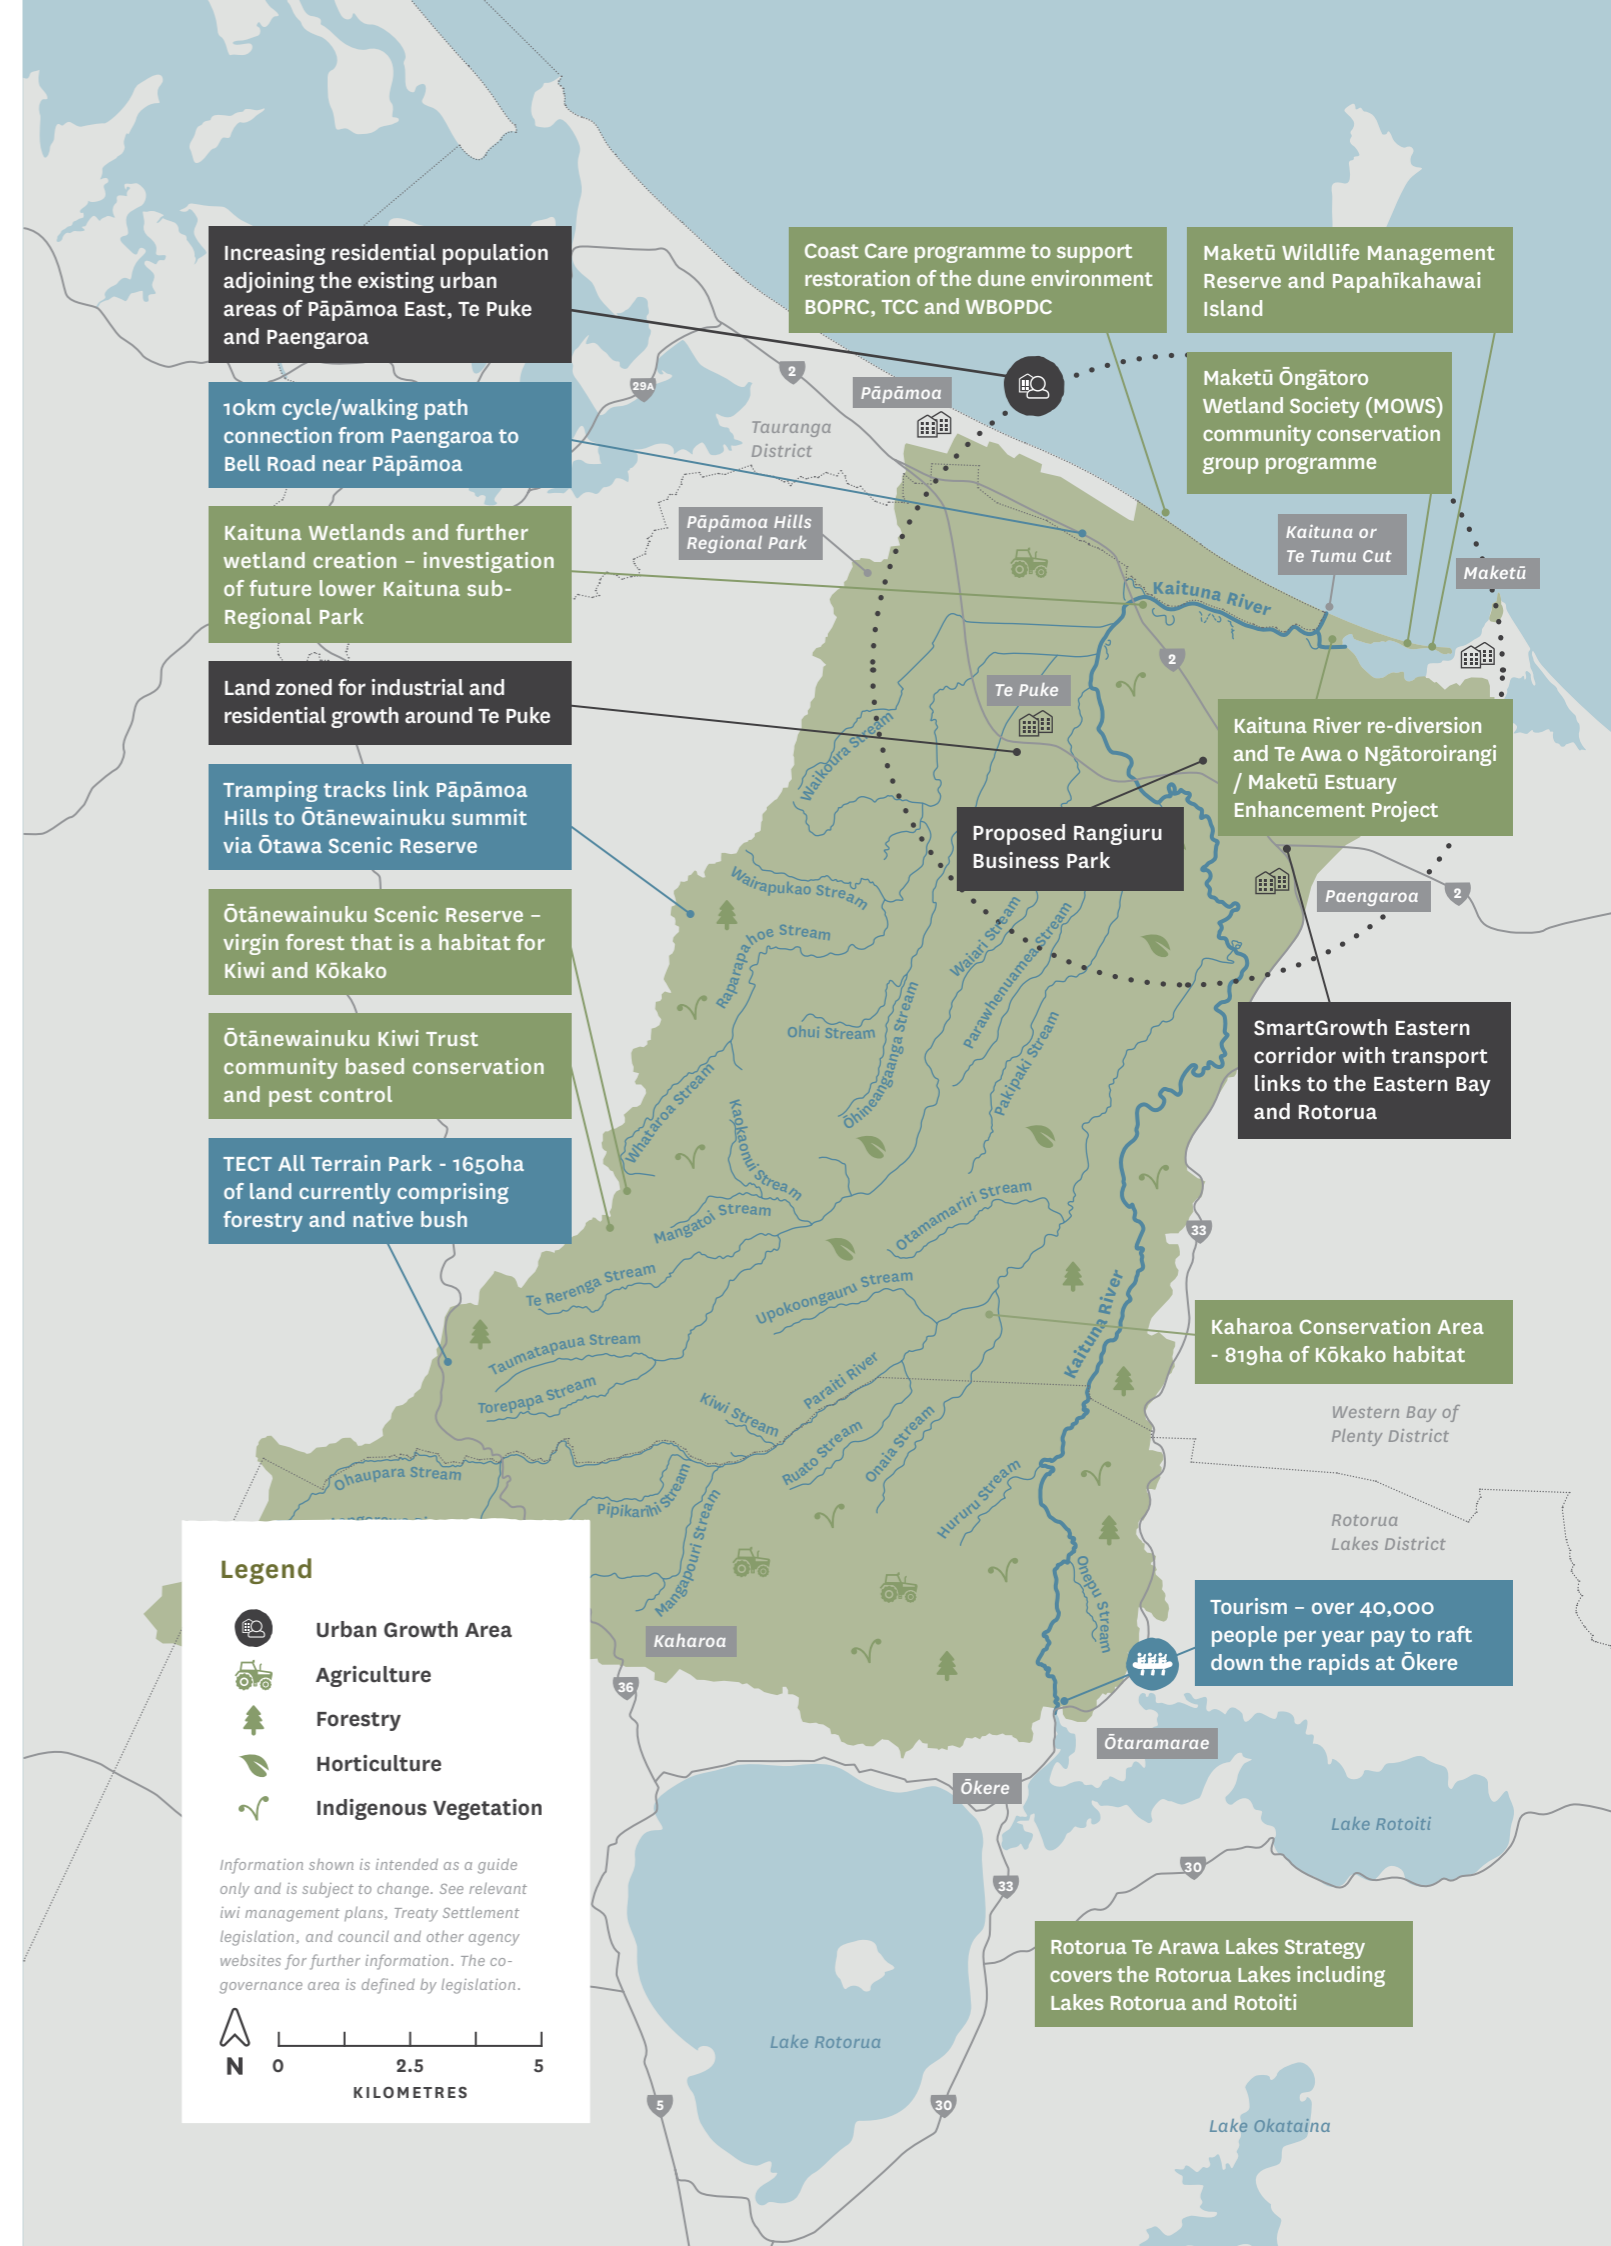 Increasing residential population
adjoining the existing urban
areas of Pāpāmoa East, Te Puke
and Paengaroa
10km cycle/walking path
connection from Paengaroa to
Bell Road near Pāpāmoa
Kaituna Wetlands and further
wetland creation – investigation
of future lower Kaituna sub-
Regional Park
Land zoned for industrial and
residential growth around Te Puke
Tramping tracks link Pāpāmoa
Hills to Ōtānewainuku summit
via Ōtawa Scenic Reserve
Ōtānewainuku Scenic Reserve –
virgin forest that is a habitat for
Kiwi and Kōkako
Ōtānewainuku Kiwi Trust
community based conservation
and pest control
TECT All Terrain Park - 1650ha
of land currently comprising
forestry and native bush
Coast Care programme to support
restoration of the dune environment
BOPRC, TCC and WBOPDC
Maketū Wildlife Management
Reserve and Papahīkahawai
Island
Maketū Ōngātoro
Wetland Society (MOWS)
community conservation
group programme
29A
2
Pāpāmoa
Tauranga
District
Pāpāmoa Hills
Regional Park
Kaituna or
Te Tumu Cut
Maketū
Kaituna River
2
Te Puke
Kaituna River re-diversion
and Te Awa o Ngātoroirangi
/ Maketū Estuary
Enhancement Project
Waikoura Stream
Proposed Rangiuru
Business Park
Paengaroa
2
Wairapukao Stream
Raparapahoe Stream
Waiari Stream
Parawhenuamea Stream
Ohui Stream
Ōhineangaanga Stream
Pakipaki Stream
SmartGrowth Eastern
corridor with transport
links to the Eastern Bay
and Rotorua
Whataroa Stream
Kaokaonui Stream
Mangatoi Stream
Otamamariri Stream
33
Te Rerenga Stream
Upokoongauru Stream
Kaituna River
Kaharoa Conservation Area
- 819ha of Kōkako habitat
Taumatapaua Stream
Torepapa Stream
Kiwi Stream
Paraiti River
Ruato Stream
Onaia Stream
Western Bay of
Plenty District
Ohaupara Stream
Pipikarihi Stream
Mangapouri Stream
Hururu Stream
Rotorua
Lakes District
Onepu Stream
Tourism – over 40,000
people per year pay to raft
down the rapids at Ōkere
Kaharoa
36
Ōtaramarae
Ōkere
Lake Rotoiti
30
33
Rotorua Te Arawa Lakes Strategy
covers the Rotorua Lakes including
Lakes Rotorua and Rotoiti
Lake Rotorua
5
30
Lake Okataina
Legend
Urban Growth Area
Agriculture
Forestry
Horticulture
Indigenous Vegetation
Information shown is intended as a guide
only and is subject to change. See relevant
iwi management plans, Treaty Settlement
legislation, and council and other agency
websites for further information. The co-
governance area is defined by legislation.
N
0 2.5 5
KILOMETRES